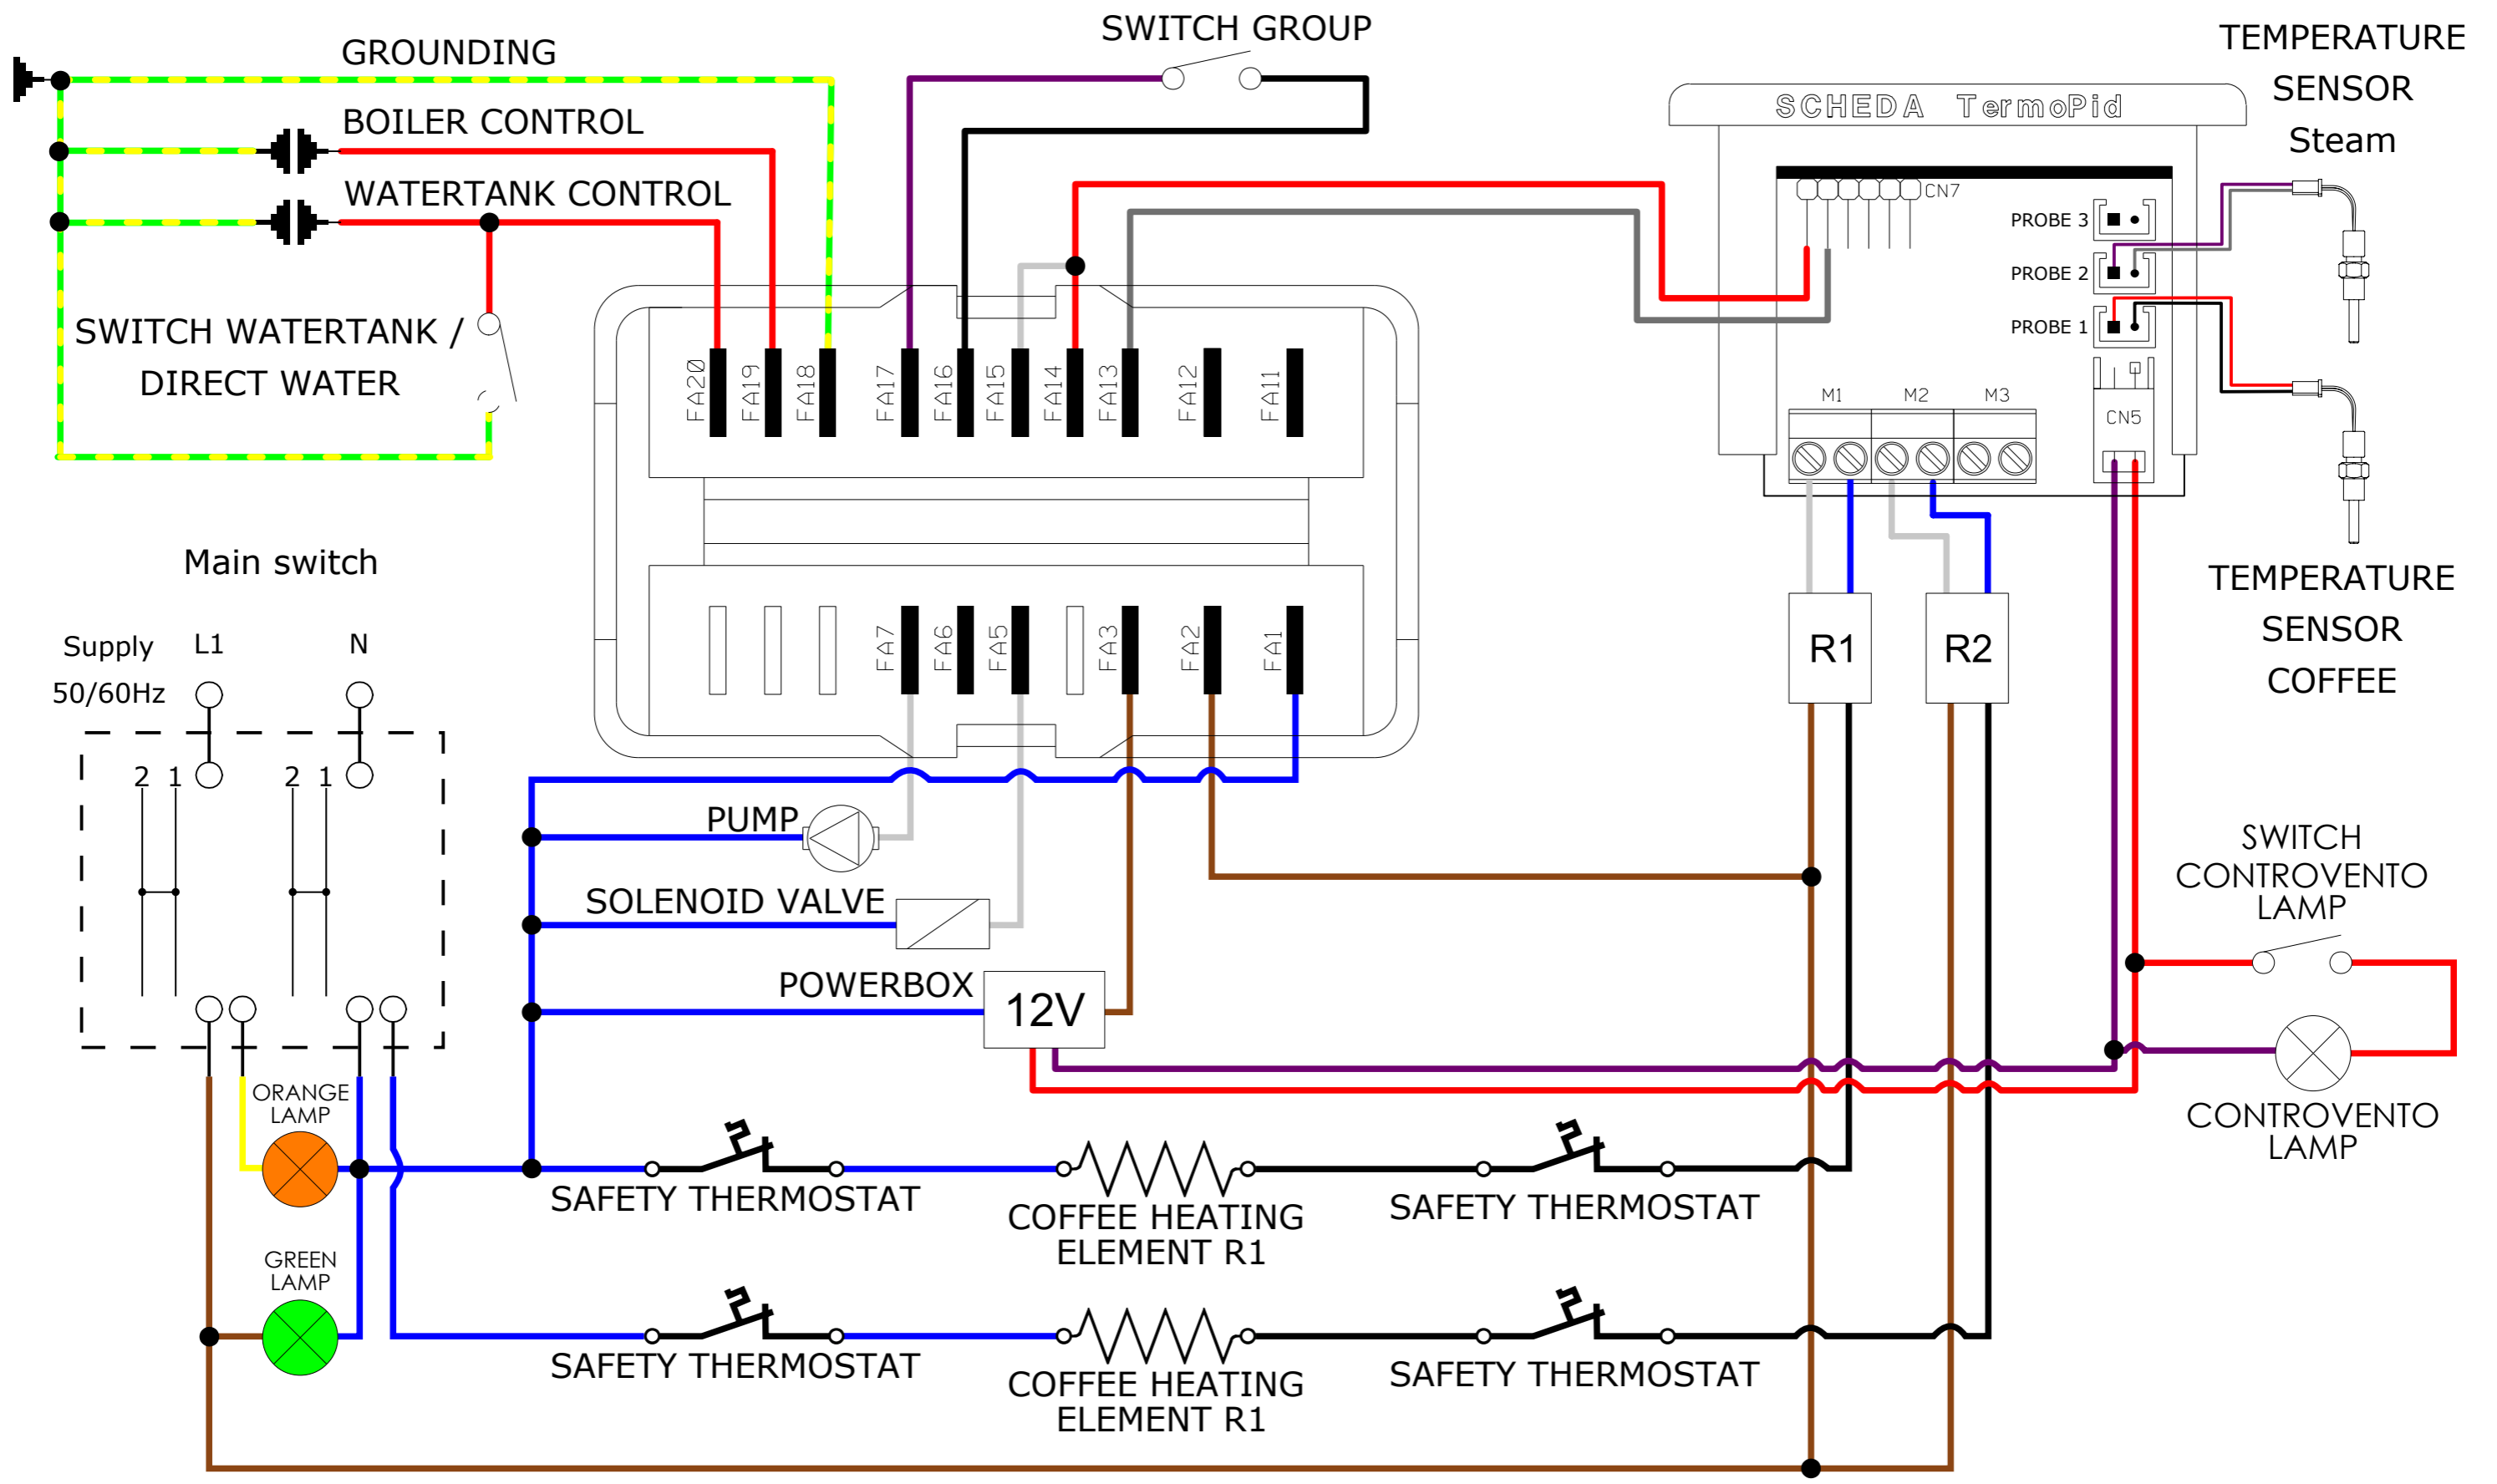 GROUNDING
BOILER CONTROL
WATERTANK CONTROL
SWITCH WATERTANK /
DIRECT WATER
SWITCH GROUP
SCHEDA TermoPid
CN7
PROBE 3
PROBE 2
PROBE 1
M1
M2
M3
CN5
TEMPERATURE
SENSOR
Steam
TEMPERATURE
SENSOR
COFFEE
FA20
FA19
FA18
FA17
FA16
FA15
FA14
FA13
FA12
FA11
FA7
FA6
FA5
FA3
FA2
FA1
Main switch
Supply
50/60Hz
L1
N
2 1
2 1
R1
R2
PUMP
SOLENOID VALVE
POWERBOX
12V
SWITCH
CONTROVENTO
LAMP
CONTROVENTO
LAMP
ORANGE
LAMP
GREEN
LAMP
SAFETY THERMOSTAT
COFFEE HEATING
ELEMENT R1
SAFETY THERMOSTAT
SAFETY THERMOSTAT
COFFEE HEATING
ELEMENT R1
SAFETY THERMOSTAT